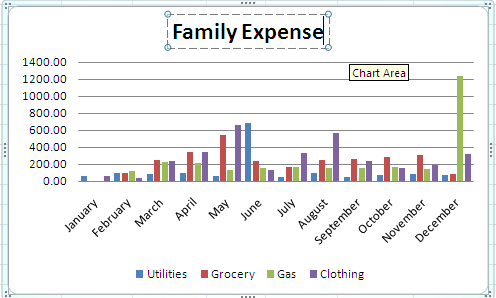 Family Expense
Chart Area
1400.00
1200.00
1000.00
800.00
600.00
400.00
200.00
0.00
January
February
March
April
May
June
July
August
September
October
November
December
Utilities Grocery Gas Clothing